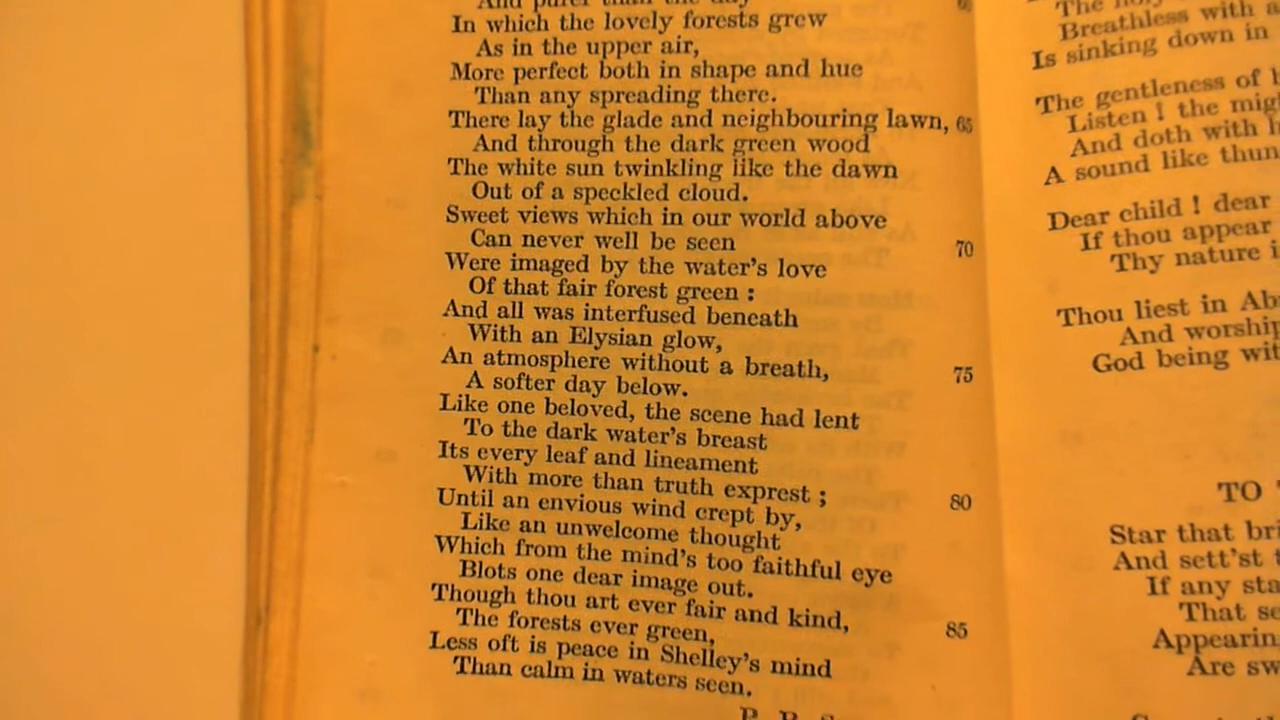 And purer than the day
In which the lovely forests grew
As in the upper air,
More perfect both in shape and hue
Than any spreading there.
There lay the glade and neighbouring lawn, 65
And through the dark green wood
The white sun twinkling like the dawn
Out of a speckled cloud.
Sweet views which in our world above
Can never well be seen 70
Were imaged by the water's love
Of that fair forest green :
And all was interfused beneath
With an Elysian glow,
An atmosphere without a breath, 75
A softer day below.
Like one beloved, the scene had lent
To the dark water's breast
Its every leaf and lineament
With more than truth exprest ; 80
Until an envious wind crept by,
Like an unwelcome thought
Which from the mind's too faithful eye
Blots one dear image out.
Though thou art ever fair and kind,
The forests ever green, 85
Less oft is peace in Shelley's mind
Than calm in waters seen.
P. B. S
The holy
Breathless with a
Is sinking down in
The gentleness of
Listen ! the mig
And doth with
A sound like thun
Dear child ! dear
If thou appear
Thy nature i
Thou liest in Ab
And worship
God being wit
TO
Star that bri
And sett'st
If any sta
That se
Appearin
Are sw